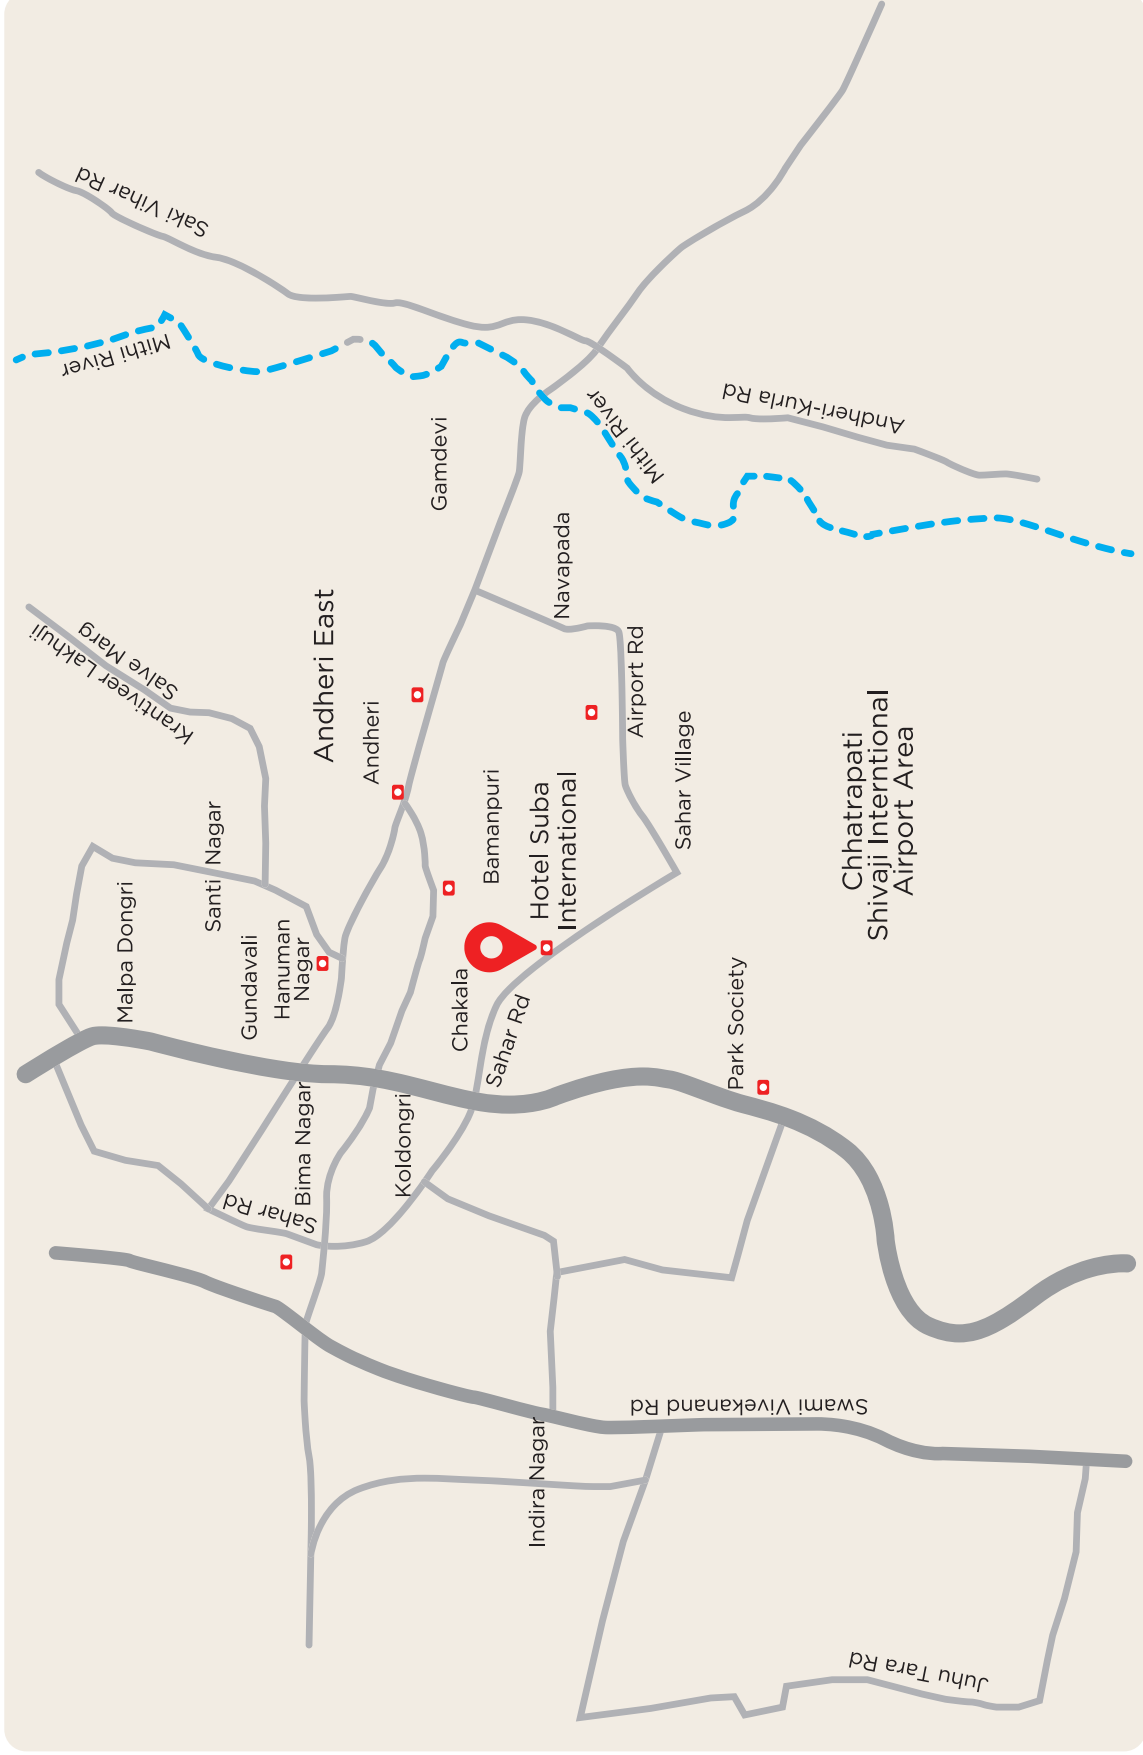 Saki Vihar Rd
Mithi River
Mithi River
Andheri-Kurla Rd
Gamdevi
Navapada
Andheri East
Krantiveer Lakhuji
Salve Marg
Airport Rd
Andheri
Sahar Village
Santi Nagar
Bamanpuri
Hotel Suba
International
Chhatrapati
Shivaji Interntional
Airport Area
Malpa Dongri
Gundavali
Hanuman
Nagar
Chakala
Sahar Rd
Park Society
Bima Nagar
Koldongri
Sahar Rd
Swami Vivekanand Rd
Indira Nagar
Juhu Tara Rd